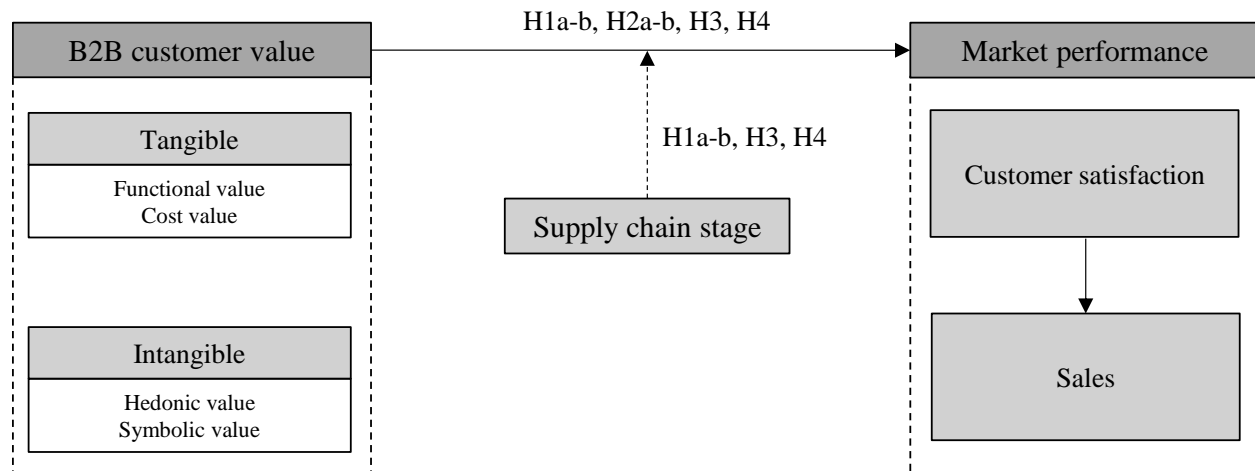 H1a-b, H2a-b, H3, H4
B2B customer value
Market performance
Tangible
Functional value
Cost value
H1a-b, H3, H4
Customer satisfaction
Supply chain stage
Intangible
Hedonic value
Symbolic value
Sales